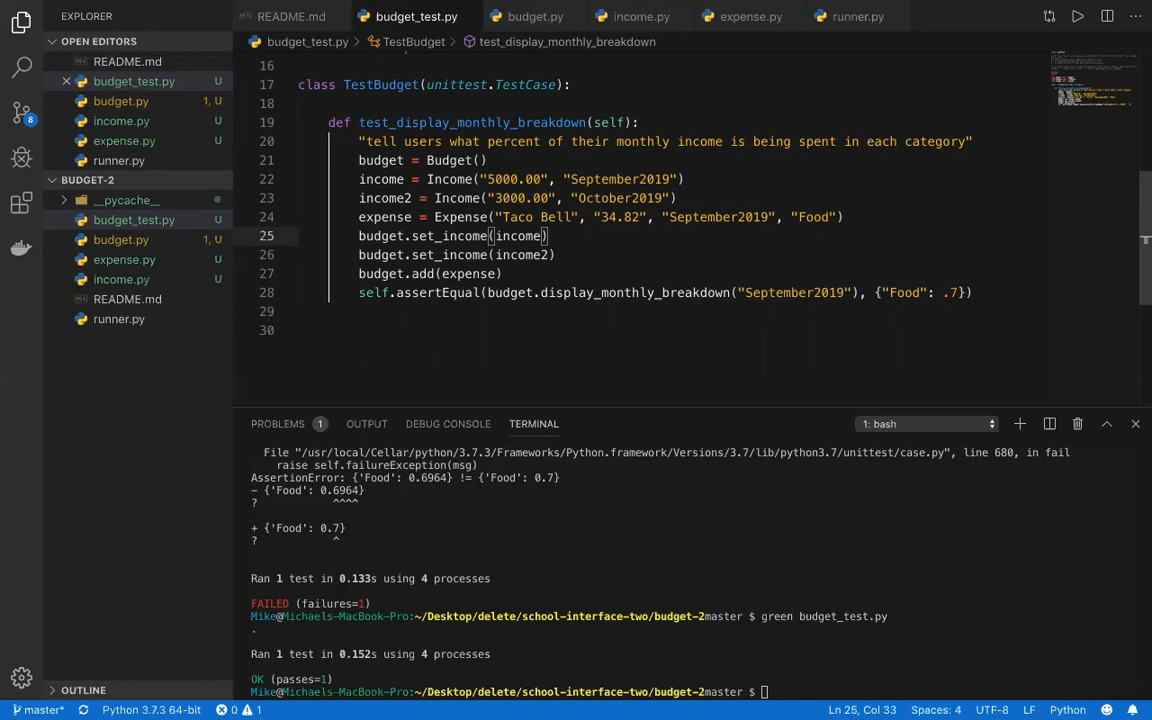 EXPLORER
OPEN EDITORS
README.md
budget_test.py U
budget.py 1, U
income.py U
expense.py U
runner.py
BUDGET-2
__pycache__
budget_test.py U
budget.py 1, U
expense.py U
income.py U
README.md
runner.py
OUTLINE
8
README.md budget_test.py budget.py income.py expense.py runner.py
budget_test.py TestBudget test_display_monthly_breakdown
16
17 class TestBudget(unittest.TestCase):
18
19 def test_display_monthly_breakdown(self):
20 "tell users what percent of their monthly income is being spent in each category"
21 budget = Budget()
22 income = Income("5000.00", "September2019")
23 income2 = Income("3000.00", "October2019")
24 expense = Expense("Taco Bell", "34.82", "September2019", "Food")
25 budget.set_income(income)
26 budget.set_income(income2)
27 budget.add(expense)
28 self.assertEqual(budget.display_monthly_breakdown("September2019"), {"Food": .7})
29
30
PROBLEMS 1 OUTPUT DEBUG CONSOLE TERMINAL 1: bash
File "/usr/local/Cellar/python/3.7.3/Frameworks/Python.framework/Versions/3.7/lib/python3.7/unittest/case.py", line 680, in fail
raise self.failureException(msg)
AssertionError: {'Food': 0.6964} != {'Food': 0.7}
- {'Food': 0.6964}
? ^^^^
+ {'Food': 0.7}
? ^
Ran 1 test in 0.133s using 4 processes
FAILED (failures=1)
Mike@Michaels-MacBook-Pro:~/Desktop/delete/school-interface-two/budget-2master $ green budget_test.py
.
Ran 1 test in 0.152s using 4 processes
OK (passes=1)
Mike@Michaels-MacBook-Pro:~/Desktop/delete/school-interface-two/budget-2master $
master* Python 3.7.3 64-bit 0 1 Ln 25, Col 33 Spaces: 4 UTF-8 LF Python